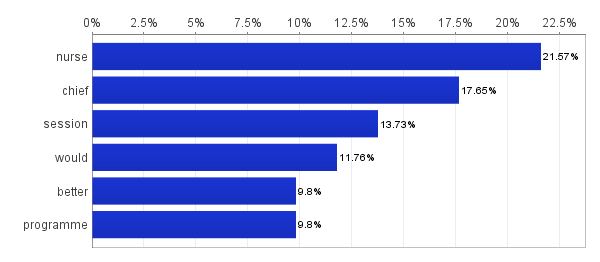 0% 2.5% 5% 7.5% 10% 12.5% 15% 17.5% 20% 22.5%
nurse 21.57%
chief 17.65%
session 13.73%
would 11.76%
better 9.8%
programme 9.8%